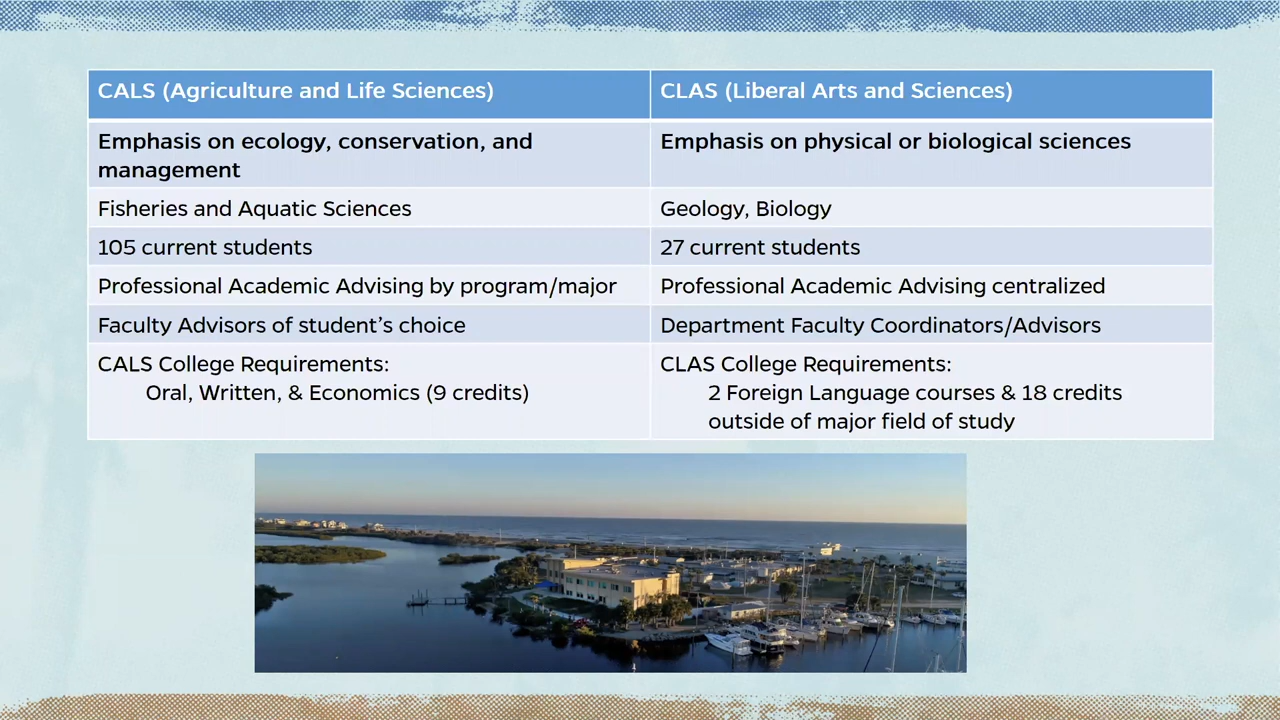 CALS (Agriculture and Life Sciences)
CLAS (Liberal Arts and Sciences)
Emphasis on ecology, conservation, and
management
Emphasis on physical or biological sciences
Fisheries and Aquatic Sciences
Geology, Biology
105 current students
27 current students
Professional Academic Advising by program/major
Professional Academic Advising centralized
Faculty Advisors of student’s choice
Department Faculty Coordinators/Advisors
CALS College Requirements:
Oral, Written, & Economics (9 credits)
CLAS College Requirements:
2 Foreign Language courses & 18 credits
outside of major field of study